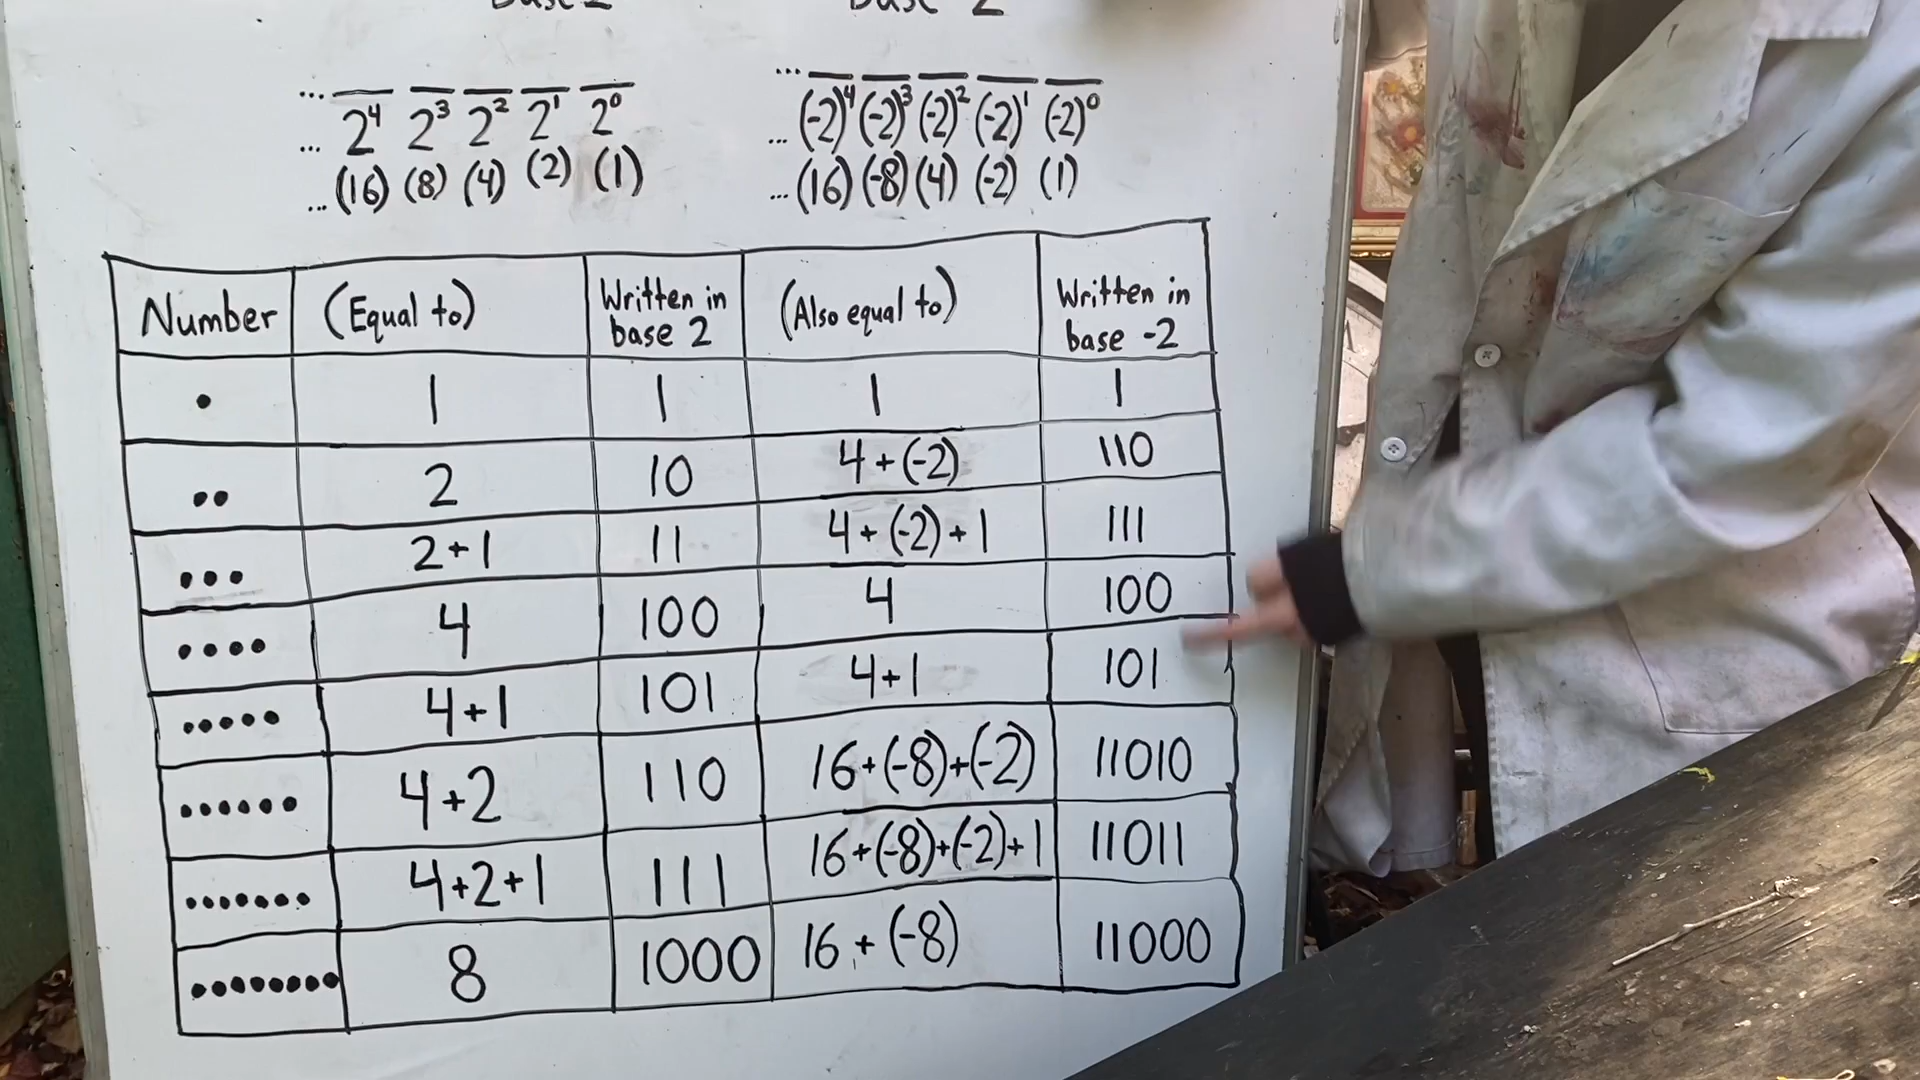 ... 2⁴ 2³ 2² 2¹ 2⁰
... (16) (8) (4) (2) (1)
... (-2)⁴ (-2)³ (-2)² (-2)¹ (-2)⁰
... (16) (-8) (4) (-2) (1)
Number (Equal to) Written in base 2 (Also equal to) Written in base -2
• 1 1 1 1
•• 2 10 4+(-2) 110
••• 2+1 11 4+(-2)+1 111
•••• 4 100 4 100
••••• 4+1 101 4+1 101
•••••• 4+2 110 16+(-8)+(-2) 11010
••••••• 4+2+1 111 16+(-8)+(-2)+1 11011
•••••••• 8 1000 16+(-8) 11000